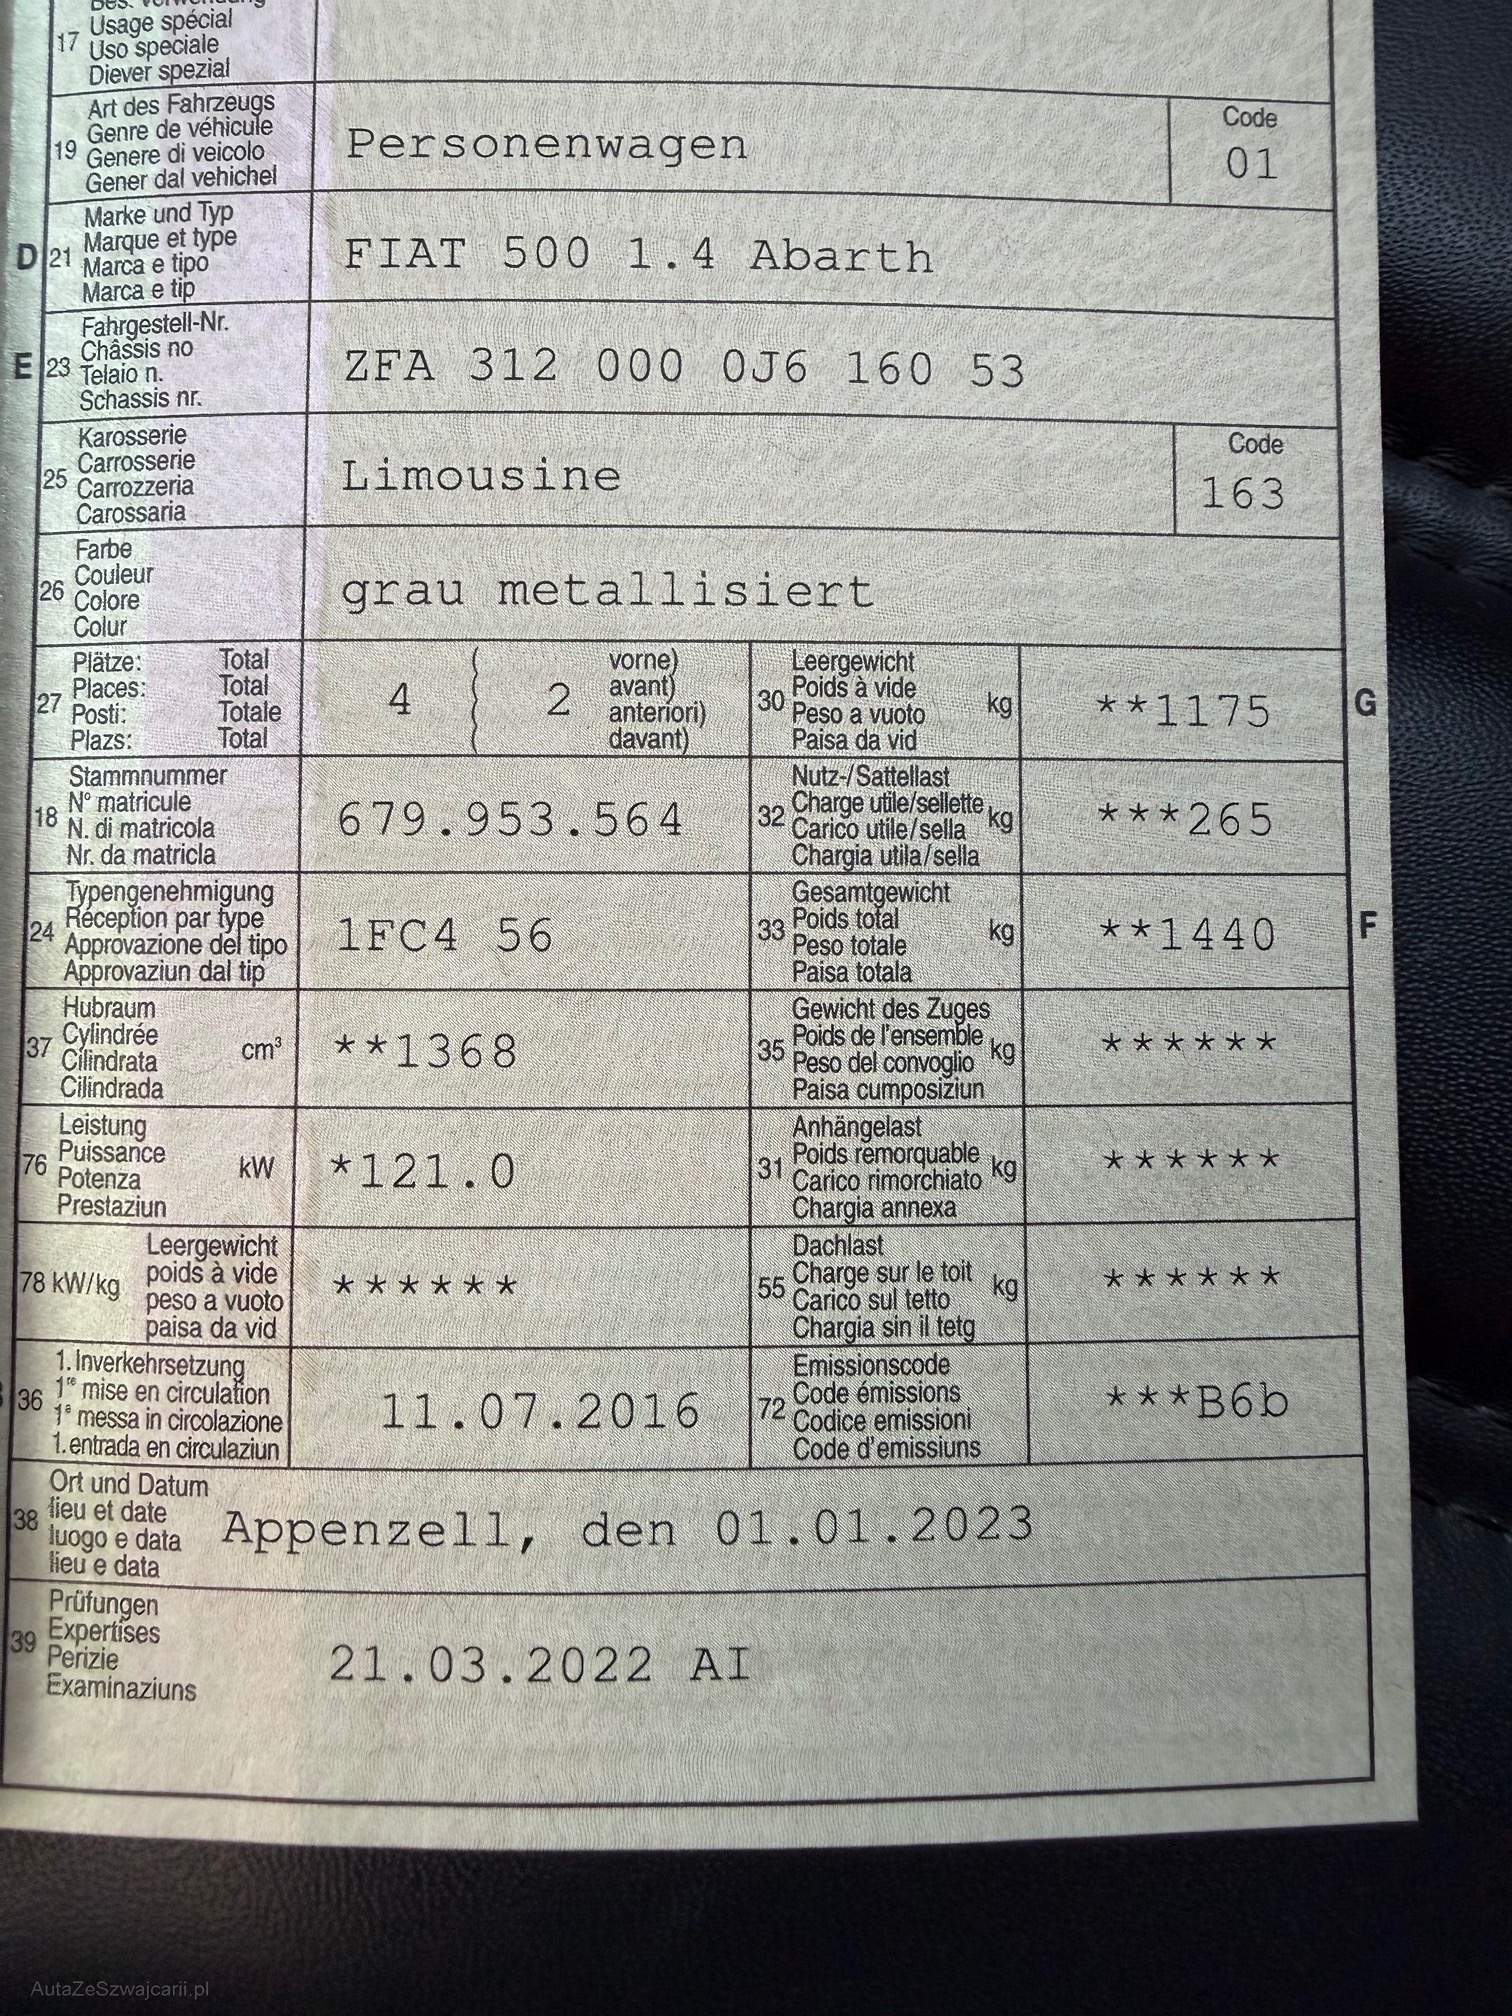 17 Usage spécial
Uso speciale
Diever spezial
19 Art des Fahrzeugs
Genre de véhicule
Genere di veicolo
Gener dal vehichel
Personenwagen
Code
01
D 21 Marke und Typ
Marque et type
Marca e tipo
Marca e tip
FIAT 500 1.4 Abarth
E 23 Fahrgestell-Nr.
Châssis no
Telaio n.
Schassis nr.
ZFA 312 000 0J6 160 53
25 Karosserie
Carrosserie
Carrozzeria
Carossaria
Limousine
Code
163
26 Farbe
Couleur
Colore
Colur
grau metallisiert
27 Plätze: Total
Places: Total
Posti: Totale
Plazs: Total
4 2
vorne)
avant)
anteriori)
davant)
30 Leergewicht
Poids à vide
Peso a vuoto
Paisa da vid
kg
**1175
G
18 Stammnummer
N° matricule
N. di matricola
Nr. da matricla
679.953.564
32 Nutz-/Sattellast
Charge utile/sellette
Carico utile/sella
Chargia utila/sella
kg
***265
24 Typengenehmigung
Réception par type
Approvazione del tipo
Approvaziun dal tip
1FC4 56
33 Gesamtgewicht
Poids total
Peso totale
Paisa totala
kg
**1440
F
37 Hubraum
Cylindrée
Cilindrata
Cilindrada
cm³
**1368
35 Gewicht des Zuges
Poids de l'ensemble
Peso del convoglio
Paisa cumposiziun
kg
******
76 Leistung
Puissance
Potenza
Prestaziun
kW
*121.0
31 Anhängelast
Poids remorquable
Carico rimorchiato
Chargia annexa
kg
******
78 kW/kg
Leergewicht
poids à vide
peso a vuoto
paisa da vid
******
55 Dachlast
Charge sur le toit
Carico sul tetto
Chargia sin il tetg
kg
******
36 1. Inverkehrsetzung
1re mise en circulation
1a messa in circolazione
1. entrada en circulaziun
11.07.2016
72 Emissionscode
Code émissions
Codice emissioni
Code d'emissiuns
***B6b
38 Ort und Datum
lieu et date
luogo e data
lieu e data
Appenzell, den 01.01.2023
39 Prüfungen
Expertises
Perizie
Examinaziuns
21.03.2022 AI
AutaZeSzwajcarii.pl